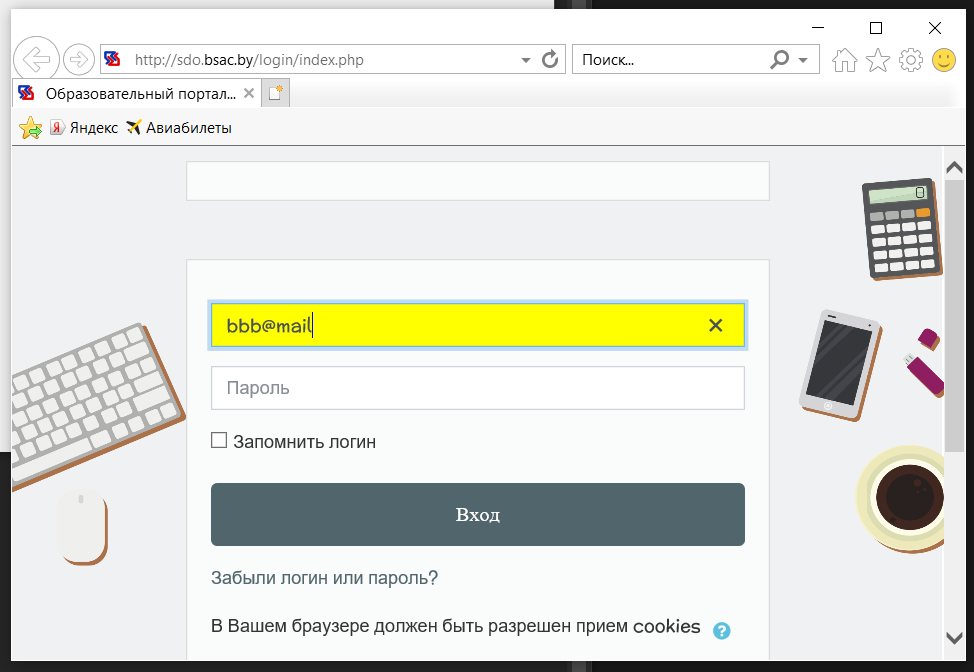 http://sdo.bsac.by/login/index.php
Поиск...
Образовательный портал...
Яндекс
Авиабилеты
0
bbb@mail
Пароль
Запомнить логин
Вход
Забыли логин или пароль?
В Вашем браузере должен быть разрешен прием cookies ?